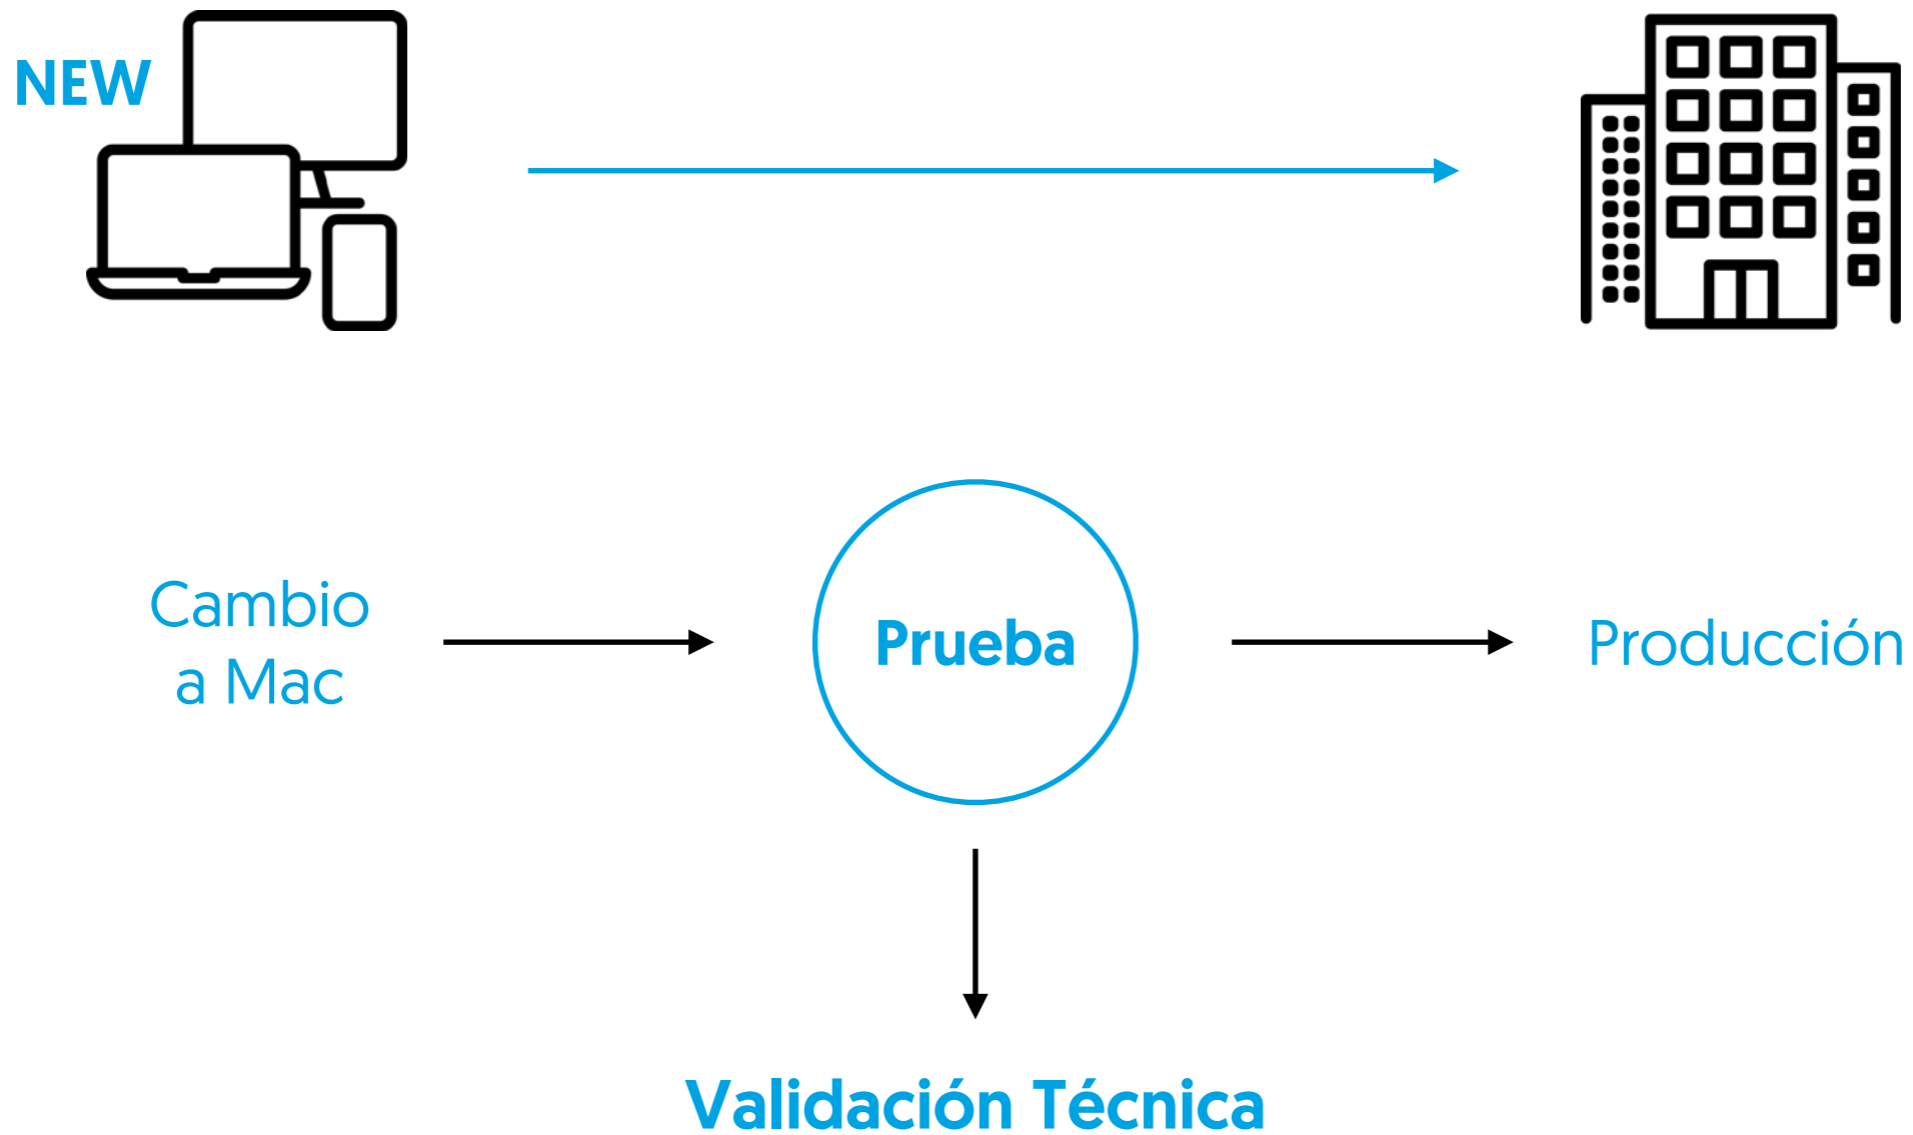 NEW
Cambio
a Mac
Prueba
Producción
Validación Técnica